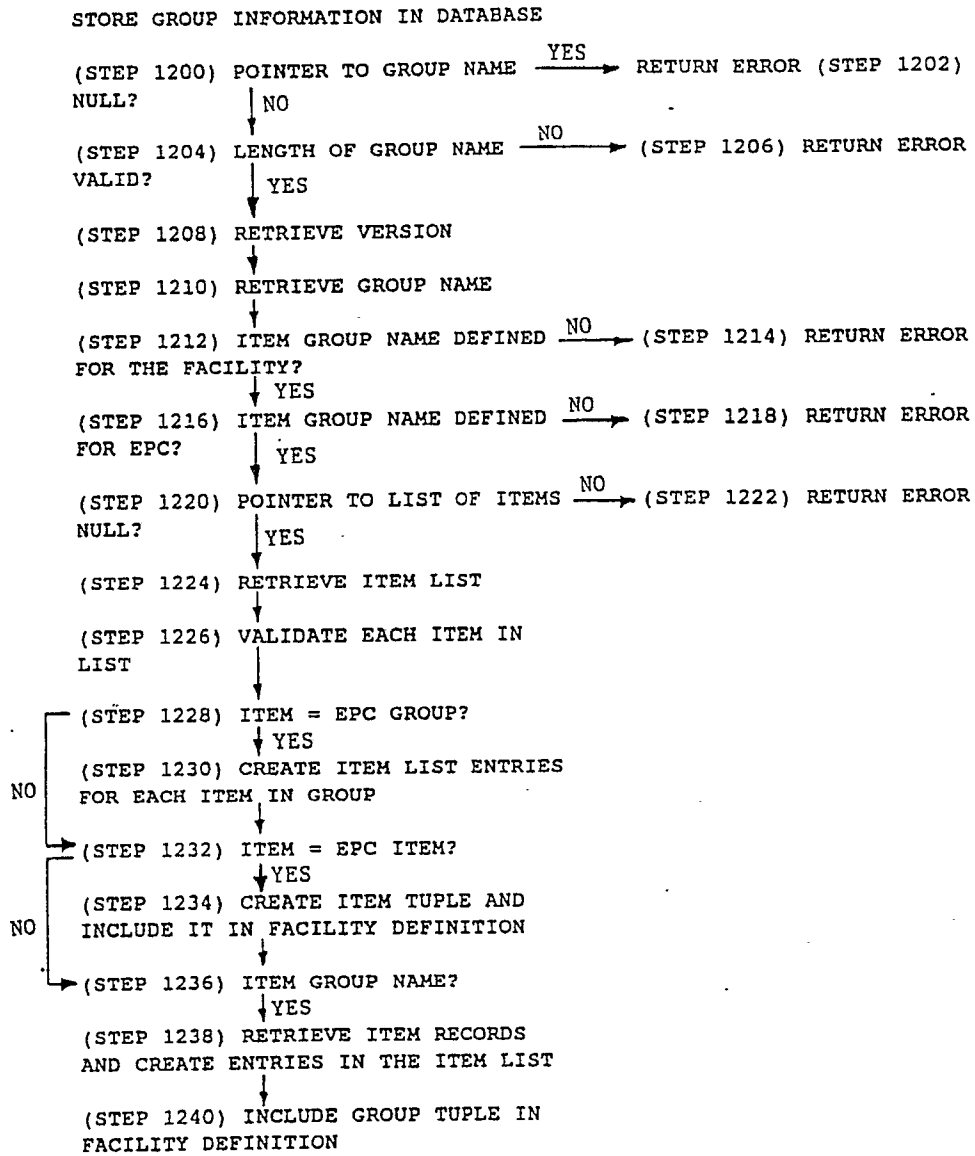 STORE GROUP INFORMATION IN DATABASE
(STEP 1200) POINTER TO GROUP NAME YES RETURN ERROR (STEP 1202)
NULL?
NO
(STEP 1204) LENGTH OF GROUP NAME NO (STEP 1206) RETURN ERROR
VALID?
YES
(STEP 1208) RETRIEVE VERSION
(STEP 1210) RETRIEVE GROUP NAME
(STEP 1212) ITEM GROUP NAME DEFINED NO (STEP 1214) RETURN ERROR
FOR THE FACILITY?
YES
(STEP 1216) ITEM GROUP NAME DEFINED NO (STEP 1218) RETURN ERROR
FOR EPC?
YES
(STEP 1220) POINTER TO LIST OF ITEMS NO (STEP 1222) RETURN ERROR
NULL?
YES
(STEP 1224) RETRIEVE ITEM LIST
(STEP 1226) VALIDATE EACH ITEM IN
LIST
(STEP 1228) ITEM = EPC GROUP?
YES
(STEP 1230) CREATE ITEM LIST ENTRIES
NO
FOR EACH ITEM IN GROUP
(STEP 1232) ITEM = EPC ITEM?
YES
(STEP 1234) CREATE ITEM TUPLE AND
NO
INCLUDE IT IN FACILITY DEFINITION
(STEP 1236) ITEM GROUP NAME?
YES
(STEP 1238) RETRIEVE ITEM RECORDS
AND CREATE ENTRIES IN THE ITEM LIST
(STEP 1240) INCLUDE GROUP TUPLE IN
FACILITY DEFINITION